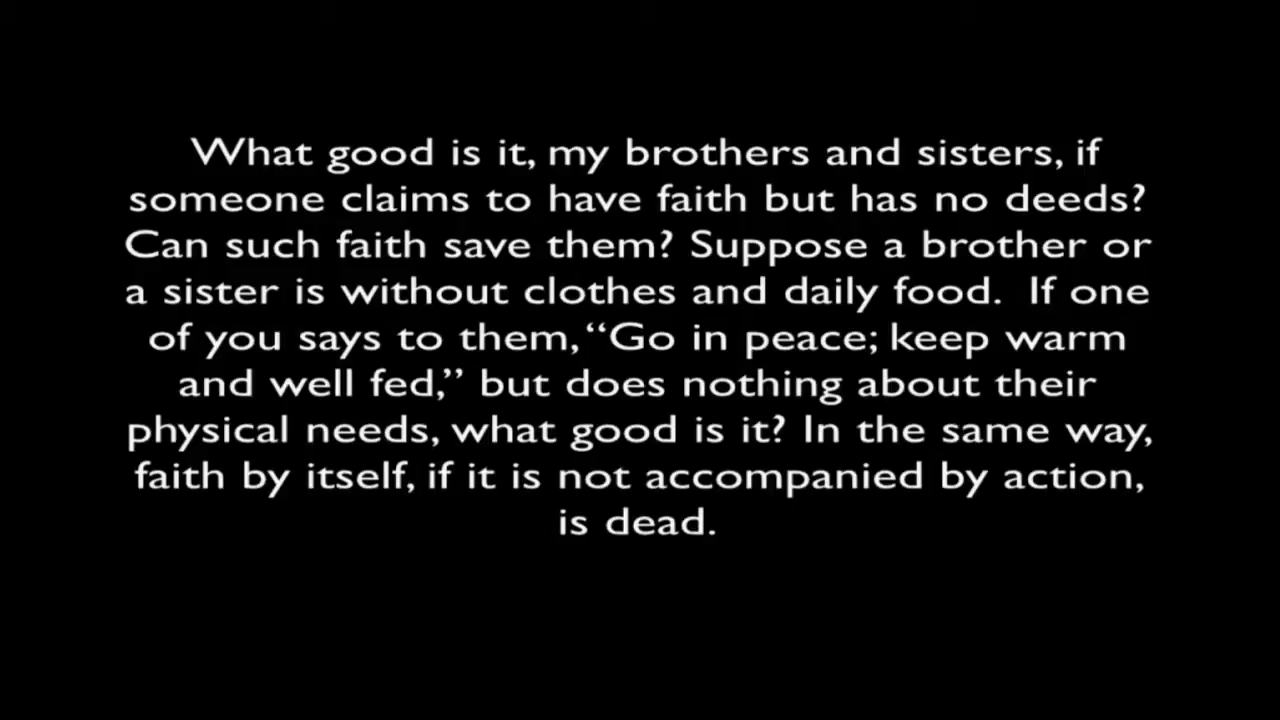 What good is it, my brothers and sisters, if
someone claims to have faith but has no deeds?
Can such faith save them? Suppose a brother or
a sister is without clothes and daily food.  If one
of you says to them, “Go in peace; keep warm
and well fed,” but does nothing about their
physical needs, what good is it? In the same way,
faith by itself, if it is not accompanied by action,
is dead.